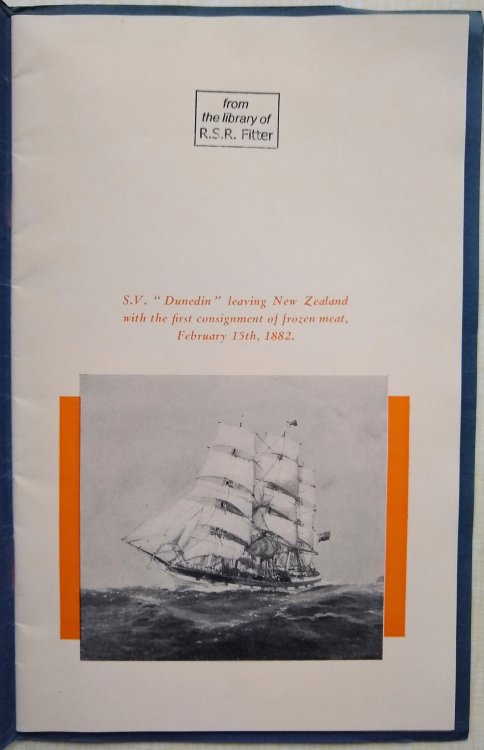 from
the library of
R.S.R. Fitter
S.V. “Dunedin” leaving New Zealand
with the first consignment of frozen meat,
February 15th, 1882.